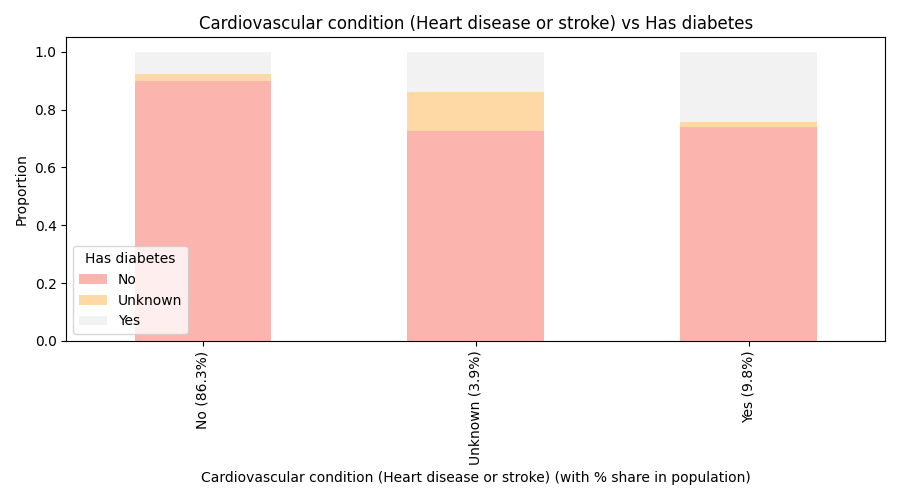 Cardiovascular condition (Heart disease or stroke) vs Has diabetes
Proportion
1.0
0.8
0.6
0.4
0.2
0.0
Has diabetes
No
Unknown
Yes
No (86.3%)
Unknown (3.9%)
Yes (9.8%)
Cardiovascular condition (Heart disease or stroke) (with % share in population)